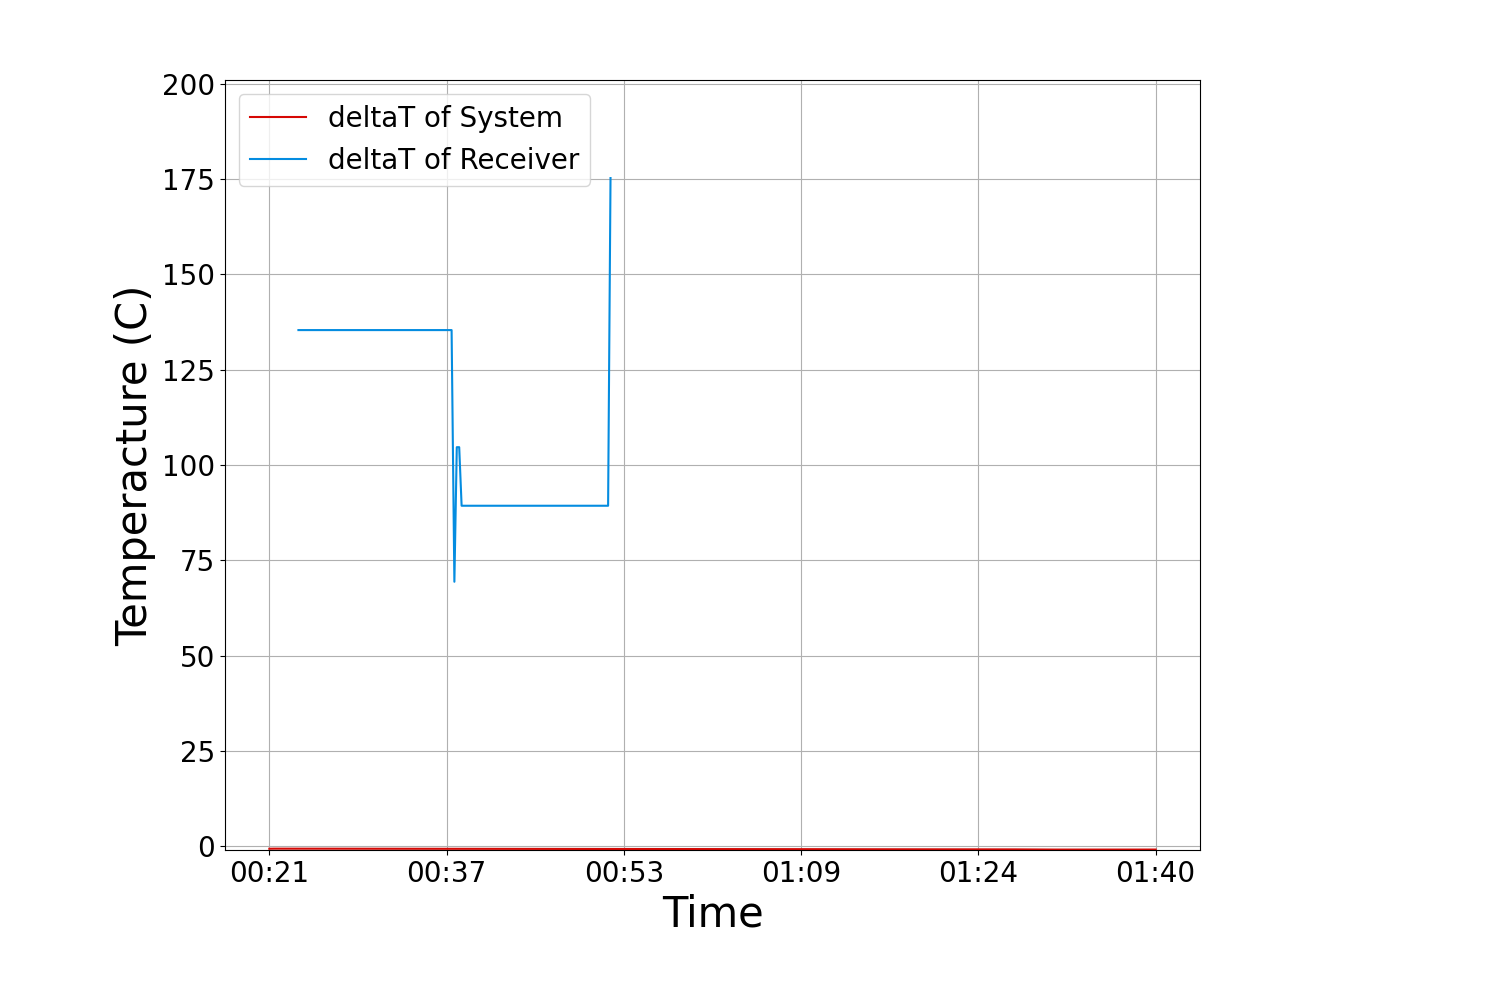 200
175
150
125
100
75
50
25
0
deltaT of System
deltaT of Receiver
Temperacture (C)
00:21 00:37 00:53 01:09 01:24 01:40
Time